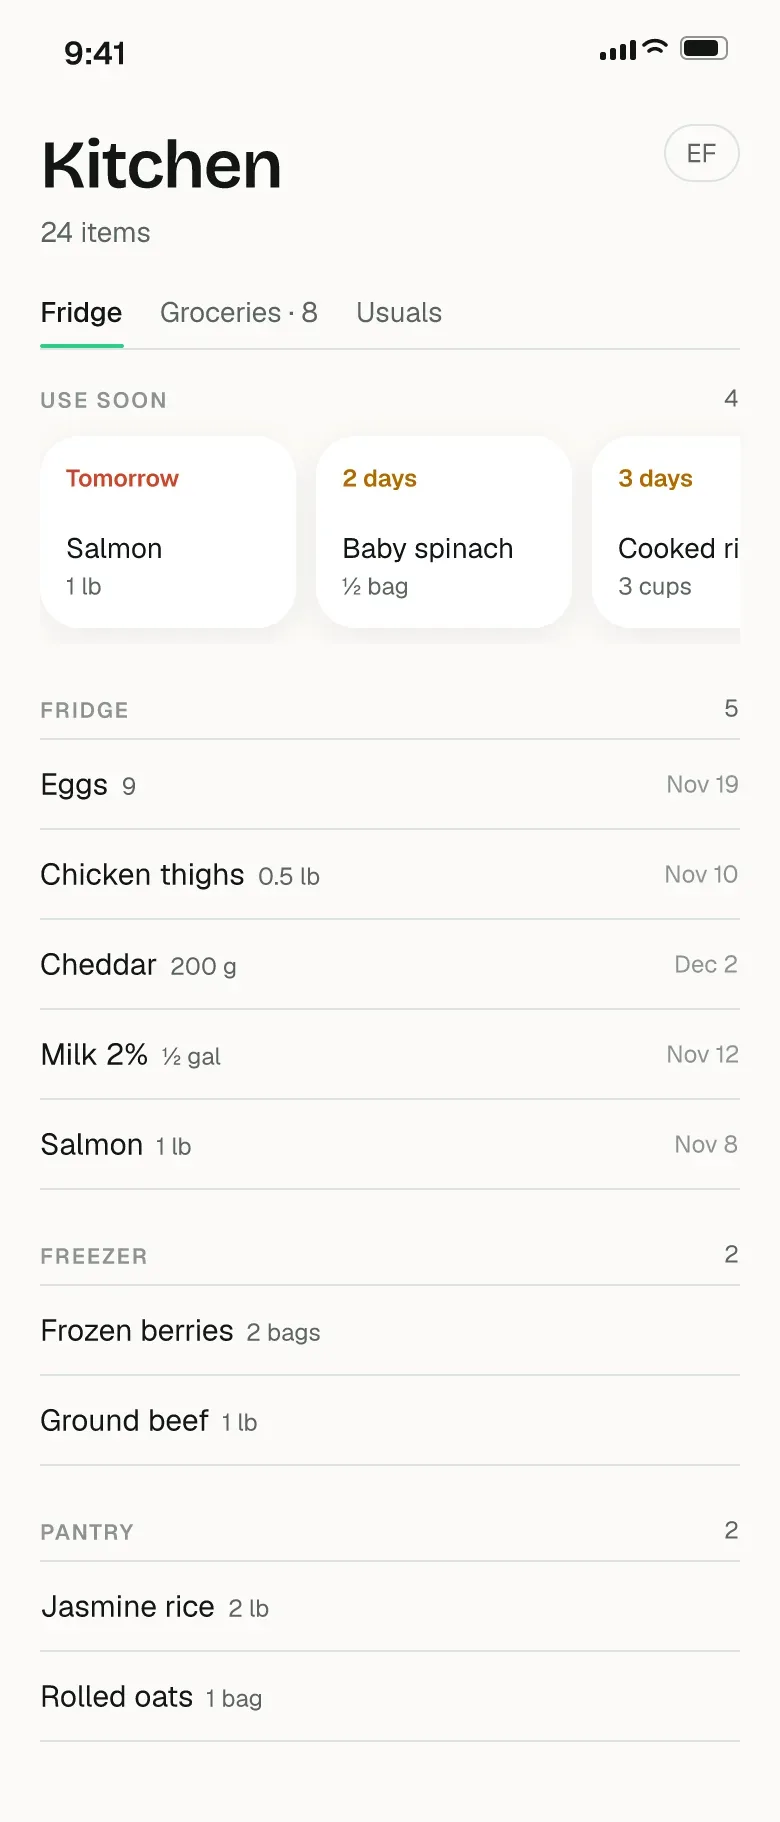 9:41
Kitchen
EF
24 items
Fridge Groceries · 8 Usuals
USE SOON 4
Tomorrow 2 days 3 days
Salmon Baby spinach Cooked ri
1 lb ½ bag 3 cups
FRIDGE 5
Eggs 9 Nov 19
Chicken thighs 0.5 lb Nov 10
Cheddar 200 g Dec 2
Milk 2% ½ gal Nov 12
Salmon 1 lb Nov 8
FREEZER 2
Frozen berries 2 bags
Ground beef 1 lb
PANTRY 2
Jasmine rice 2 lb
Rolled oats 1 bag